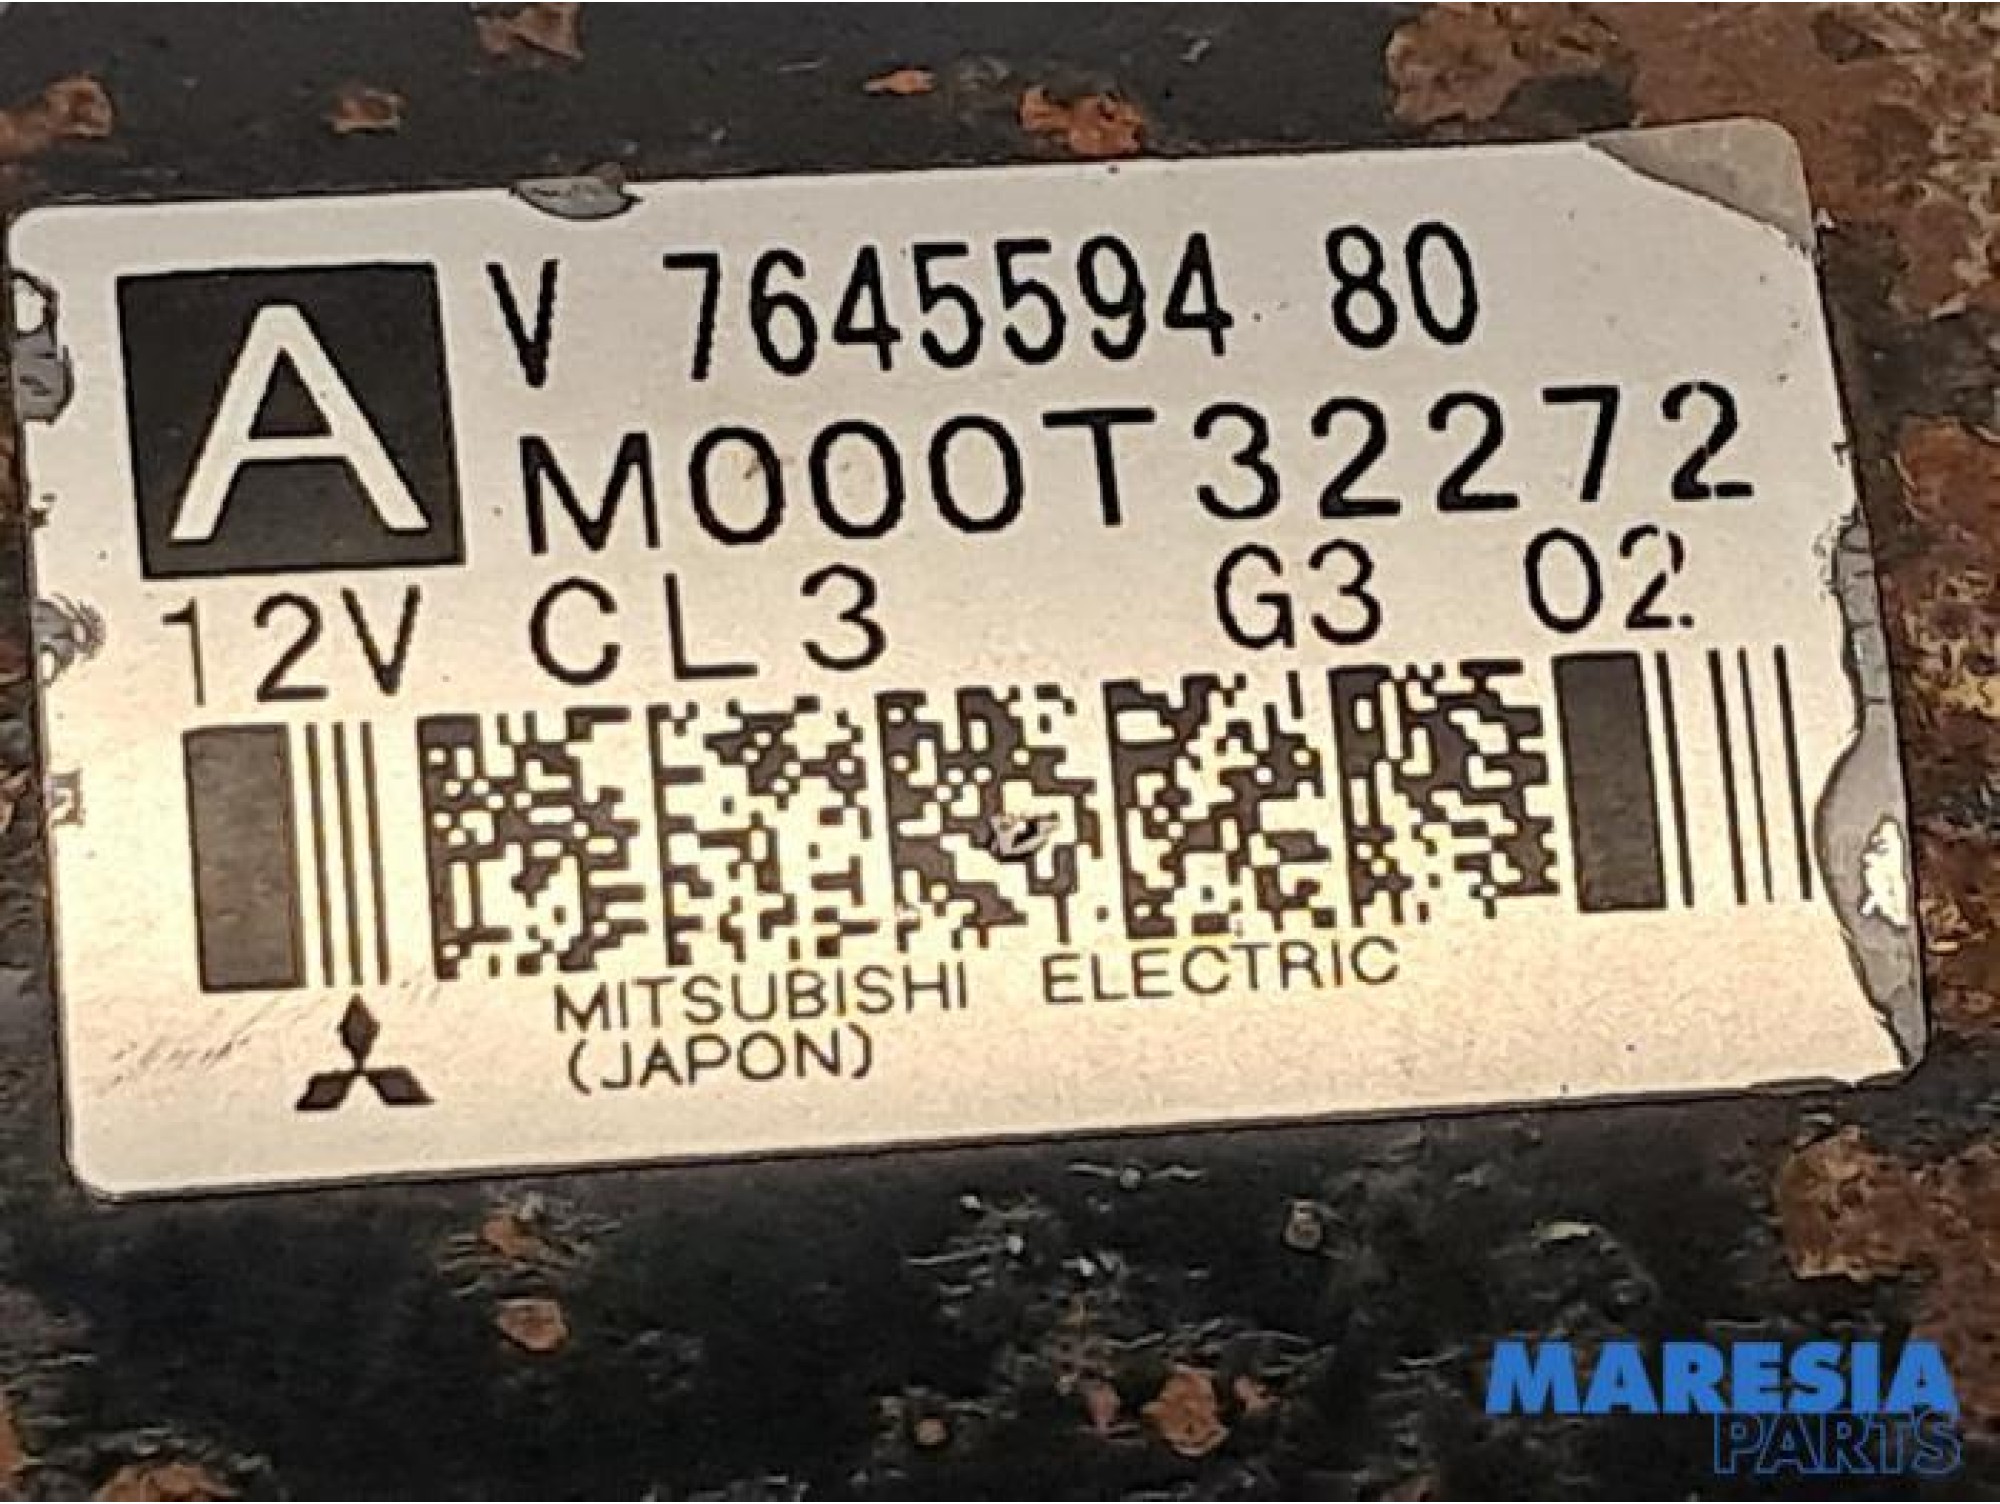 A
V 7645594 80
M000T32272
12V CL3 G3 02
MITSUBISHI ELECTRIC
(JAPON)
MARESIA
PARTS